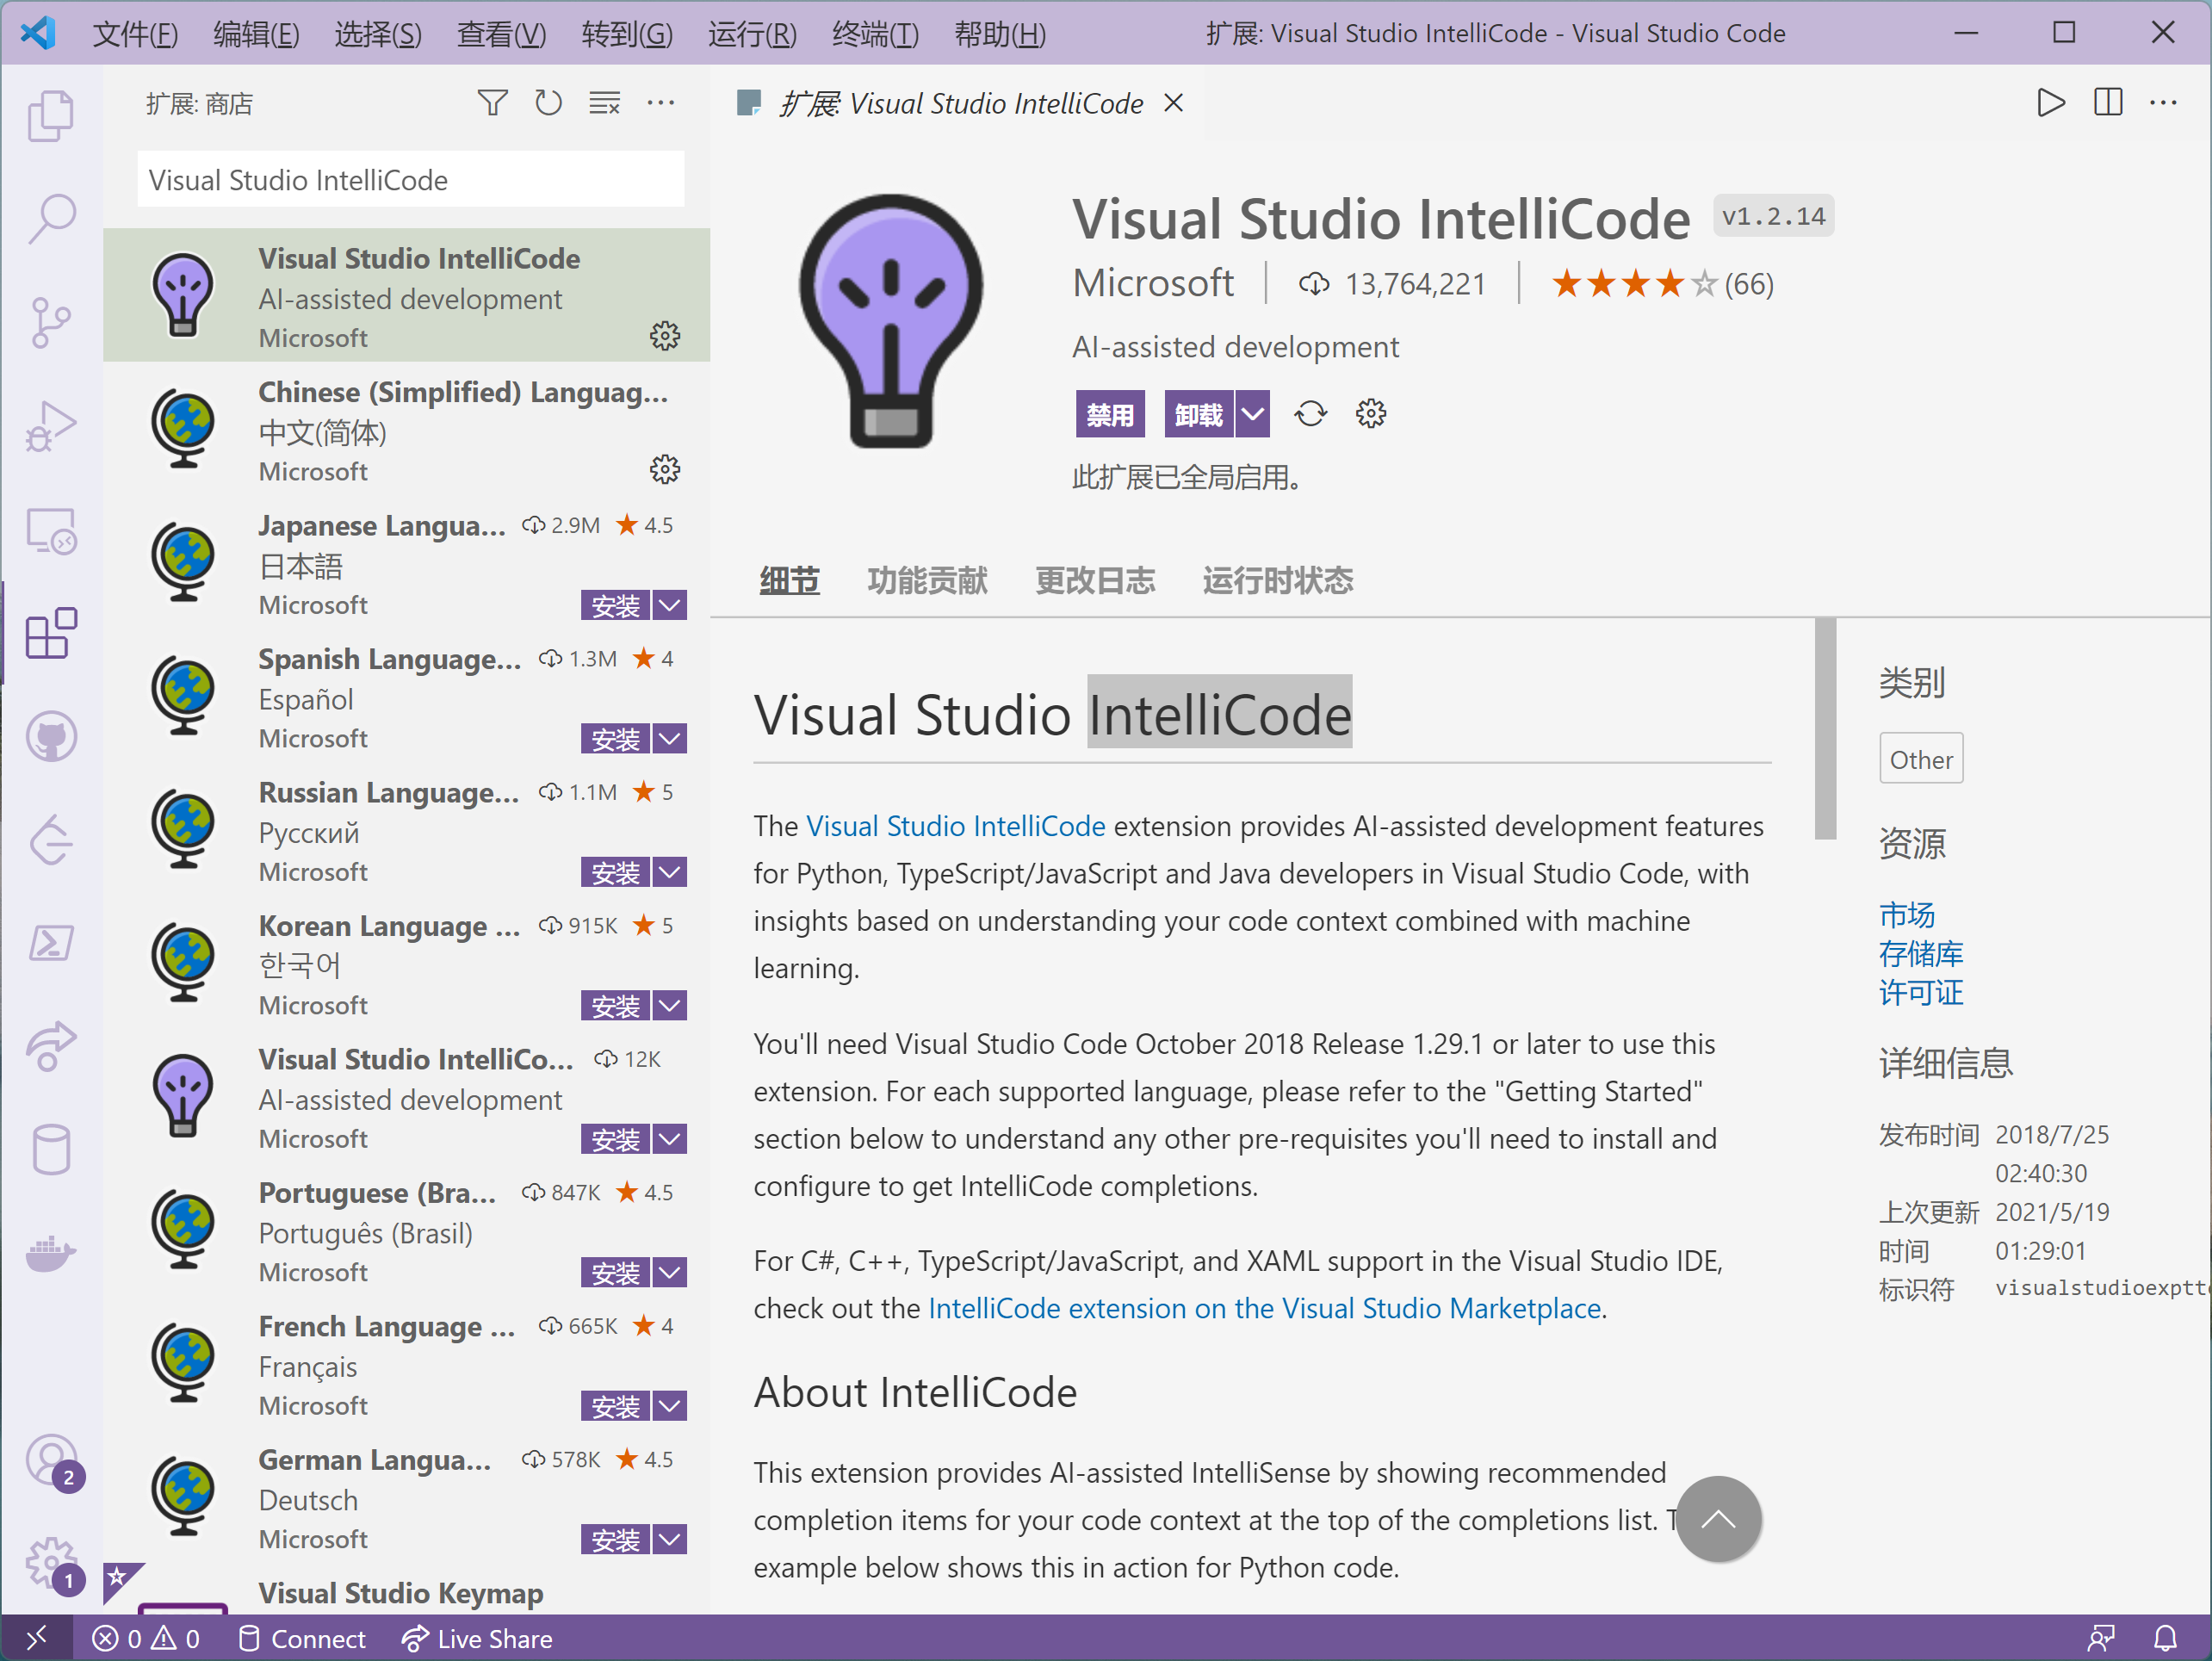 文件(F) 编辑(E) 选择(S) 查看(V) 转到(G) 运行(R) 终端(T) 帮助(H)
扩展: Visual Studio IntelliCode - Visual Studio Code
扩展: 商店
Visual Studio IntelliCode
Visual Studio IntelliCode
AI-assisted development
Microsoft
Chinese (Simplified) Languag...
中文(简体)
Microsoft
Japanese Langua... 2.9M 4.5
日本語
Microsoft 安装
Spanish Language... 1.3M 4
Español
Microsoft 安装
Russian Language... 1.1M 5
Русский
Microsoft 安装
Korean Language ... 915K 5
한국어
Microsoft 安装
Visual Studio IntelliCo... 12K
AI-assisted development
Microsoft 安装
Portuguese (Bra... 847K 4.5
Português (Brasil)
Microsoft 安装
French Language ... 665K 4
Français
Microsoft 安装
German Langua... 578K 4.5
Deutsch
Microsoft 安装
Visual Studio Keymap
2
1
扩展: Visual Studio IntelliCode
Visual Studio IntelliCode v1.2.14
Microsoft 13,764,221 (66)
AI-assisted development
禁用 卸载
此扩展已全局启用。
细节 功能贡献 更改日志 运行时状态
Visual Studio IntelliCode
The Visual Studio IntelliCode extension provides AI-assisted development features
for Python, TypeScript/JavaScript and Java developers in Visual Studio Code, with
insights based on understanding your code context combined with machine
learning.
You'll need Visual Studio Code October 2018 Release 1.29.1 or later to use this
extension. For each supported language, please refer to the "Getting Started"
section below to understand any other pre-requisites you'll need to install and
configure to get IntelliCode completions.
For C#, C++, TypeScript/JavaScript, and XAML support in the Visual Studio IDE,
check out the IntelliCode extension on the Visual Studio Marketplace.
About IntelliCode
This extension provides AI-assisted IntelliSense by showing recommended
completion items for your code context at the top of the completions list. T
example below shows this in action for Python code.
类别
Other
资源
市场
存储库
许可证
详细信息
发布时间 2018/7/25
02:40:30
上次更新 2021/5/19
时间 01:29:01
标识符 visualstudioexptte
0 0 Connect Live Share